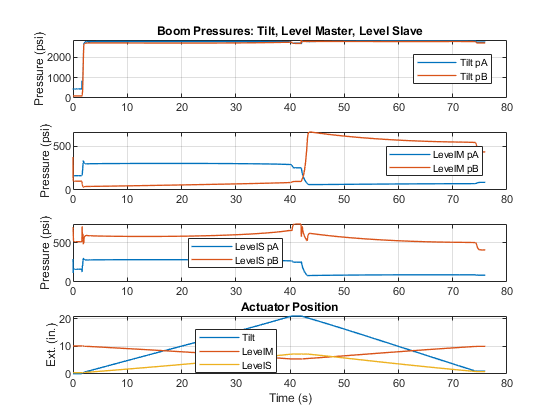 Boom Pressures: Tilt, Level Master, Level Slave
Pressure (psi)
2000
1000
0
Tilt pA
Tilt pB
0 10 20 30 40 50 60 70 80
Pressure (psi)
500
0
LevelM pA
LevelM pB
0 10 20 30 40 50 60 70 80
Pressure (psi)
500
0
LevelS pA
LevelS pB
0 10 20 30 40 50 60 70 80
Actuator Position
Ext. (in.)
20
10
0
Tilt
LevelM
LevelS
0 10 20 30 40 50 60 70 80
Time (s)